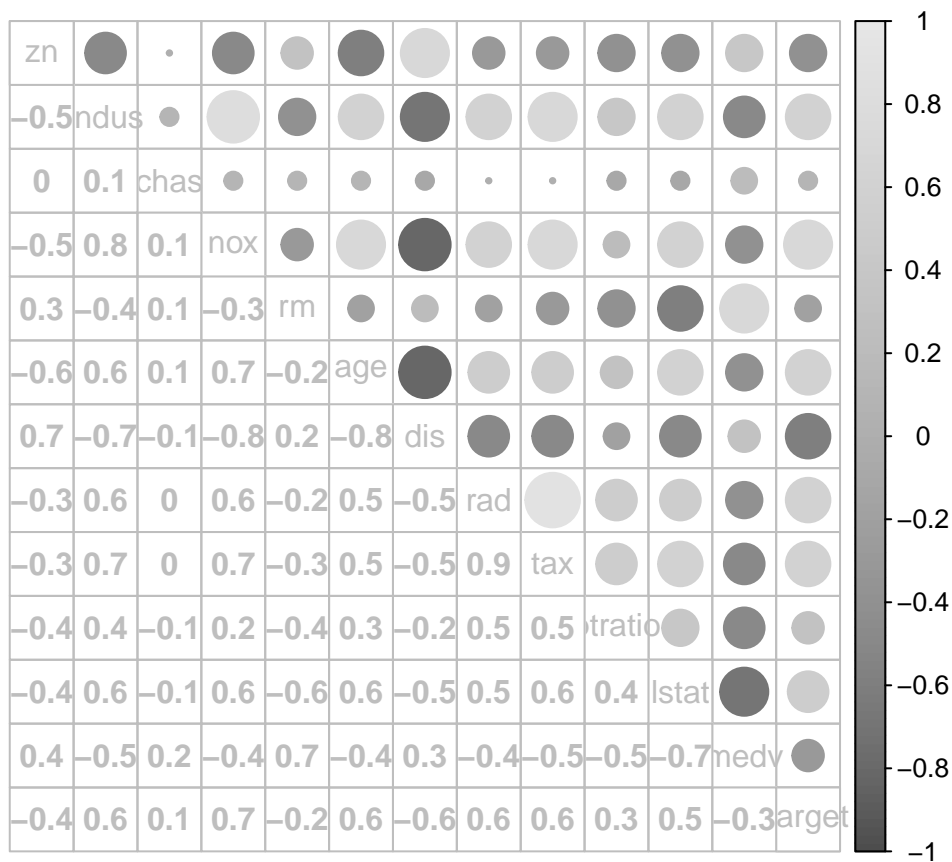 zn
−0.5 ndus
0 0.1 chas
−0.5 0.8 0.1 nox
0.3 −0.4 0.1 −0.3 rm
−0.6 0.6 0.1 0.7 −0.2 age
0.7 −0.7 −0.1 −0.8 0.2 −0.8 dis
−0.3 0.6 0 0.6 −0.2 0.5 −0.5 rad
−0.3 0.7 0 0.7 −0.3 0.5 −0.5 0.9 tax
−0.4 0.4 −0.1 0.2 −0.4 0.3 −0.2 0.5 0.5 tratio
−0.4 0.6 −0.1 0.6 −0.6 0.6 −0.5 0.5 0.6 0.4 lstat
0.4 −0.5 0.2 −0.4 0.7 −0.4 0.3 −0.4 −0.5 −0.5 −0.7 medv
−0.4 0.6 0.1 0.7 −0.2 0.6 −0.6 0.6 0.6 0.3 0.5 −0.3 arget
1
0.8
0.6
0.4
0.2
0
−0.2
−0.4
−0.6
−0.8
−1